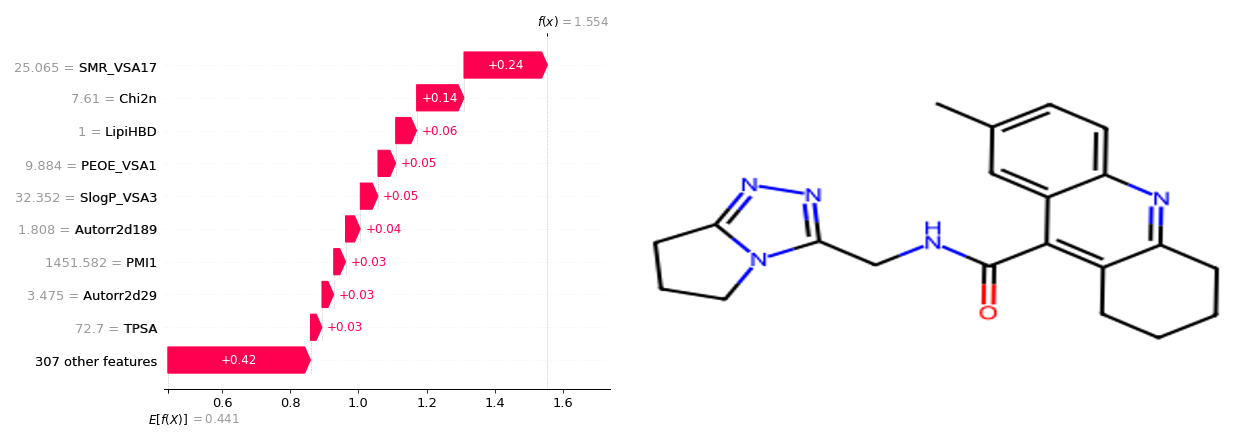 f(x) = 1.554
25.065 = SMR_VSA17
+0.24
7.61 = Chi2n
+0.14
1 = LipiHBD
+0.06
9.884 = PEOE_VSA1
+0.05
32.352 = SlogP_VSA3
+0.05
1.808 = Autorr2d189
+0.04
1451.582 = PMI1
+0.03
3.475 = Autorr2d29
+0.03
72.7 = TPSA
+0.03
307 other features
+0.42
0.6 0.8 1.0 1.2 1.4 1.6
E[f(X)] = 0.441
N N
N
H
N
O
N